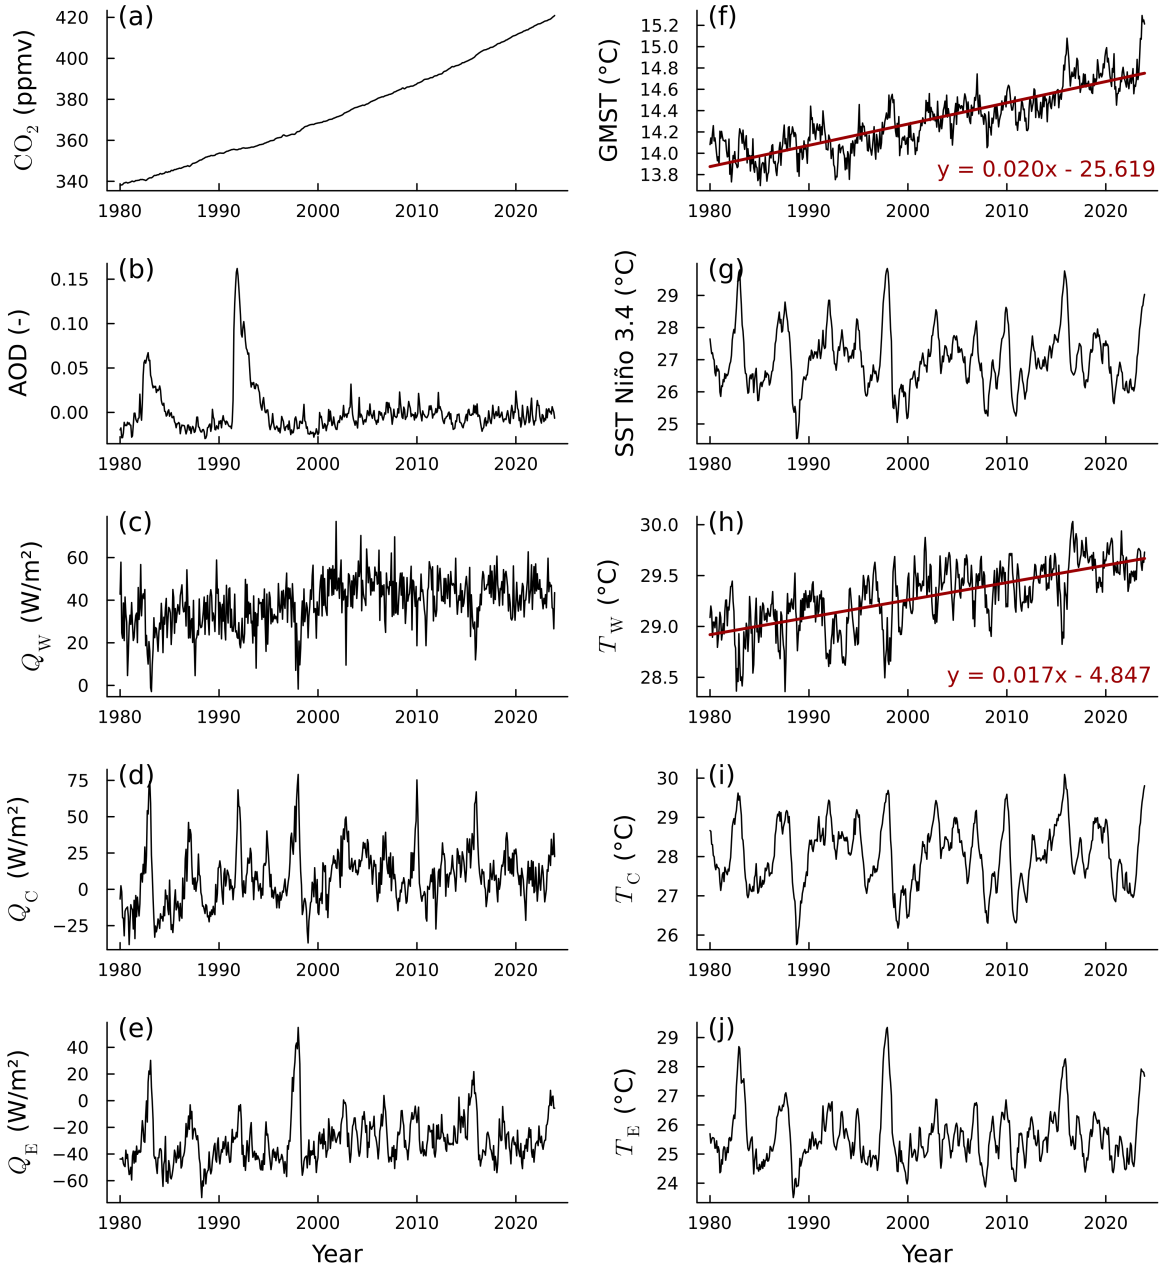 (a)
CO₂ (ppmv)
420
400
380
360
340
1980 1990 2000 2010 2020
(f)
GMST (°C)
15.2
15.0
14.8
14.6
14.4
14.2
14.0
13.8
y = 0.020x - 25.619
1980 1990 2000 2010 2020
(b)
AOD (-)
0.15
0.10
0.05
0.00
1980 1990 2000 2010 2020
(g)
SST Niño 3.4 (°C)
29
28
27
26
25
1980 1990 2000 2010 2020
(c)
Q_W (W/m²)
60
40
20
0
1980 1990 2000 2010 2020
(h)
T_W (°C)
30.0
29.5
29.0
28.5
y = 0.017x - 4.847
1980 1990 2000 2010 2020
(d)
Q_C (W/m²)
75
50
25
0
−25
1980 1990 2000 2010 2020
(i)
T_C (°C)
30
29
28
27
26
1980 1990 2000 2010 2020
(e)
Q_E (W/m²)
40
20
0
−20
−40
−60
1980 1990 2000 2010 2020
Year
(j)
T_E (°C)
29
28
27
26
25
24
1980 1990 2000 2010 2020
Year